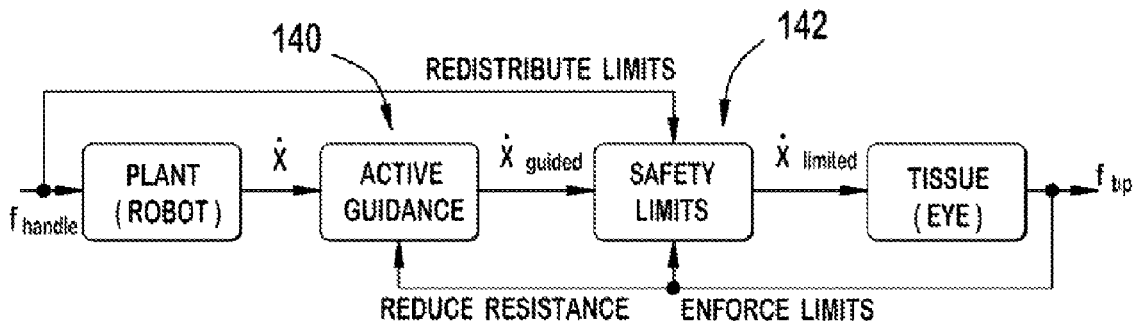 140
142
REDISTRIBUTE LIMITS
f handle
PLANT
( ROBOT )
Ẋ
ACTIVE
GUIDANCE
Ẋ guided
SAFETY
LIMITS
Ẋ limited
TISSUE
( EYE )
f tip
REDUCE RESISTANCE
ENFORCE LIMITS